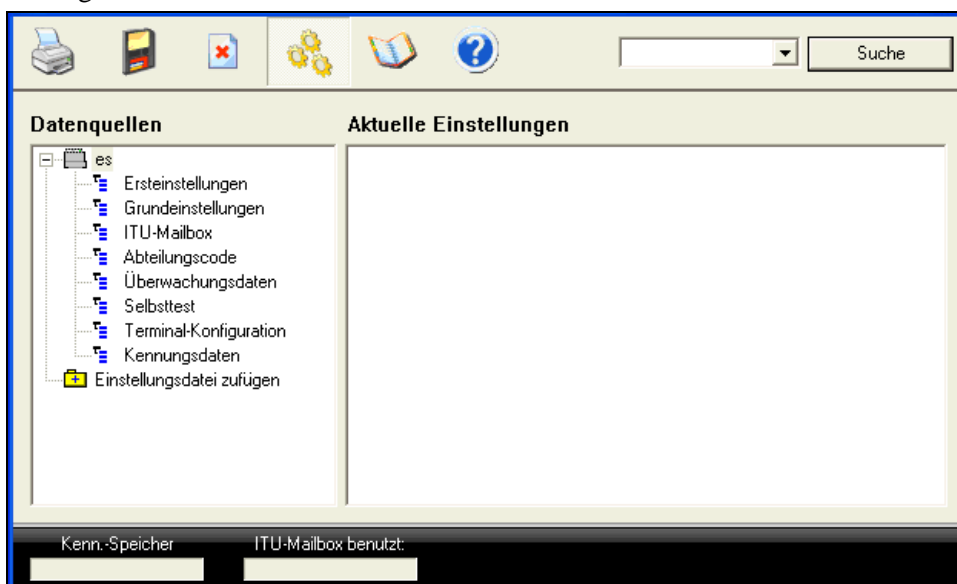 Suche
Datenquellen
Aktuelle Einstellungen
es
Ersteinstellungen
Grundeinstellungen
ITU-Mailbox
Abteilungscode
Überwachungsdaten
Selbsttest
Terminal-Konfiguration
Kennungsdaten
Einstellungsdatei zufügen
Kenn.-Speicher
ITU-Mailbox benutzt: